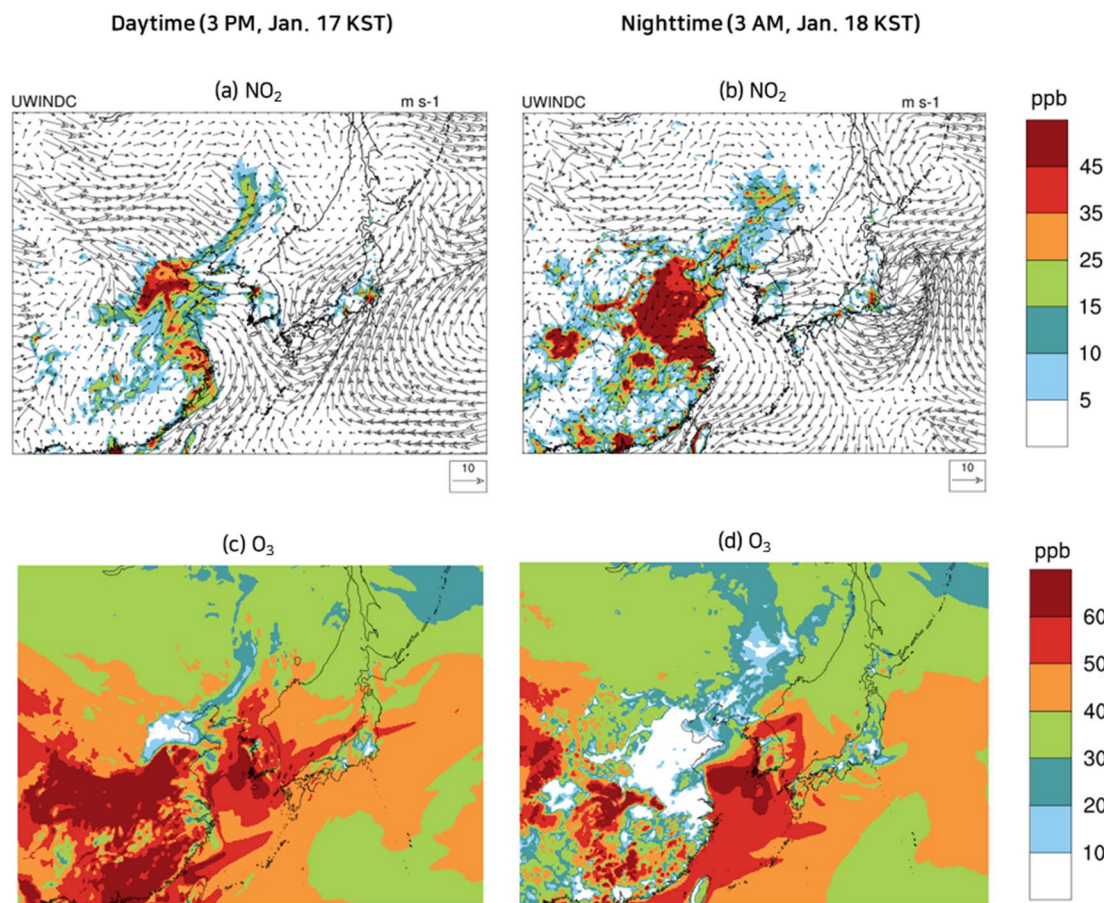 Daytime (3 PM, Jan. 17 KST)
Nighttime (3 AM, Jan. 18 KST)
(a) NO₂
UWINDC
m s-1
10
(b) NO₂
UWINDC
m s-1
10
ppb
45
35
25
15
10
5
(c) O₃
(d) O₃
ppb
60
50
40
30
20
10